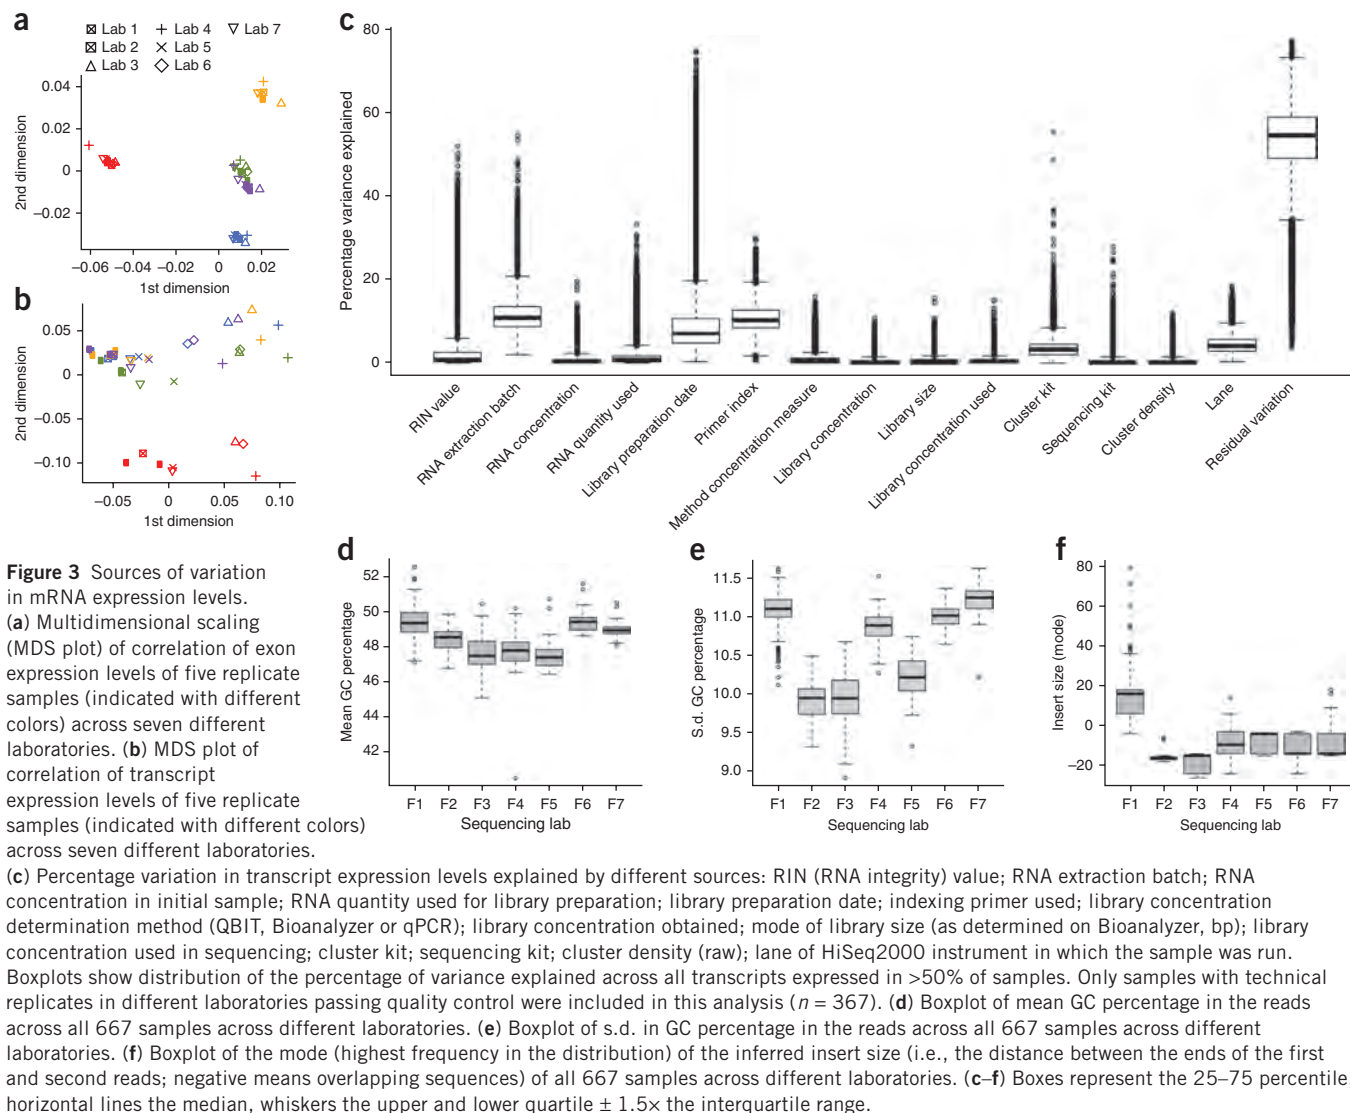 a
Lab 1 Lab 4 Lab 7
Lab 2 Lab 5
Lab 3 Lab 6
0.04
0.02
0
−0.02
2nd dimension
−0.06 −0.04 −0.02 0 0.02
1st dimension
b
0.05
0
−0.05
−0.10
2nd dimension
−0.05 0 0.05 0.10
1st dimension
c
80
60
40
20
0
Percentage variance explained
RIN value
RNA extraction batch
RNA concentration
RNA quantity used
Library preparation date
Primer index
Method concentration measure
Library concentration
Library size
Library concentration used
Cluster kit
Sequencing kit
Cluster density
Lane
Residual variation
d
52
50
48
46
44
42
Mean GC percentage
F1 F2 F3 F4 F5 F6 F7
Sequencing lab
e
11.5
11.0
10.5
10.0
9.5
9.0
S.d. GC percentage
F1 F2 F3 F4 F5 F6 F7
Sequencing lab
f
80
60
40
20
0
−20
Insert size (mode)
F1 F2 F3 F4 F5 F6 F7
Sequencing lab
Figure 3 Sources of variation
in mRNA expression levels.
(a) Multidimensional scaling
(MDS plot) of correlation of exon
expression levels of five replicate
samples (indicated with different
colors) across seven different
laboratories. (b) MDS plot of
correlation of transcript
expression levels of five replicate
samples (indicated with different colors)
across seven different laboratories.
(c) Percentage variation in transcript expression levels explained by different sources: RIN (RNA integrity) value; RNA extraction batch; RNA
concentration in initial sample; RNA quantity used for library preparation; library preparation date; indexing primer used; library concentration
determination method (QBIT, Bioanalyzer or qPCR); library concentration obtained; mode of library size (as determined on Bioanalyzer, bp); library
concentration used in sequencing; cluster kit; sequencing kit; cluster density (raw); lane of HiSeq2000 instrument in which the sample was run.
Boxplots show distribution of the percentage of variance explained across all transcripts expressed in >50% of samples. Only samples with technical
replicates in different laboratories passing quality control were included in this analysis (n = 367). (d) Boxplot of mean GC percentage in the reads
across all 667 samples across different laboratories. (e) Boxplot of s.d. in GC percentage in the reads across all 667 samples across different
laboratories. (f) Boxplot of the mode (highest frequency in the distribution) of the inferred insert size (i.e., the distance between the ends of the first
and second reads; negative means overlapping sequences) of all 667 samples across different laboratories. (c–f) Boxes represent the 25–75 percentile,
horizontal lines the median, whiskers the upper and lower quartile ± 1.5× the interquartile range.